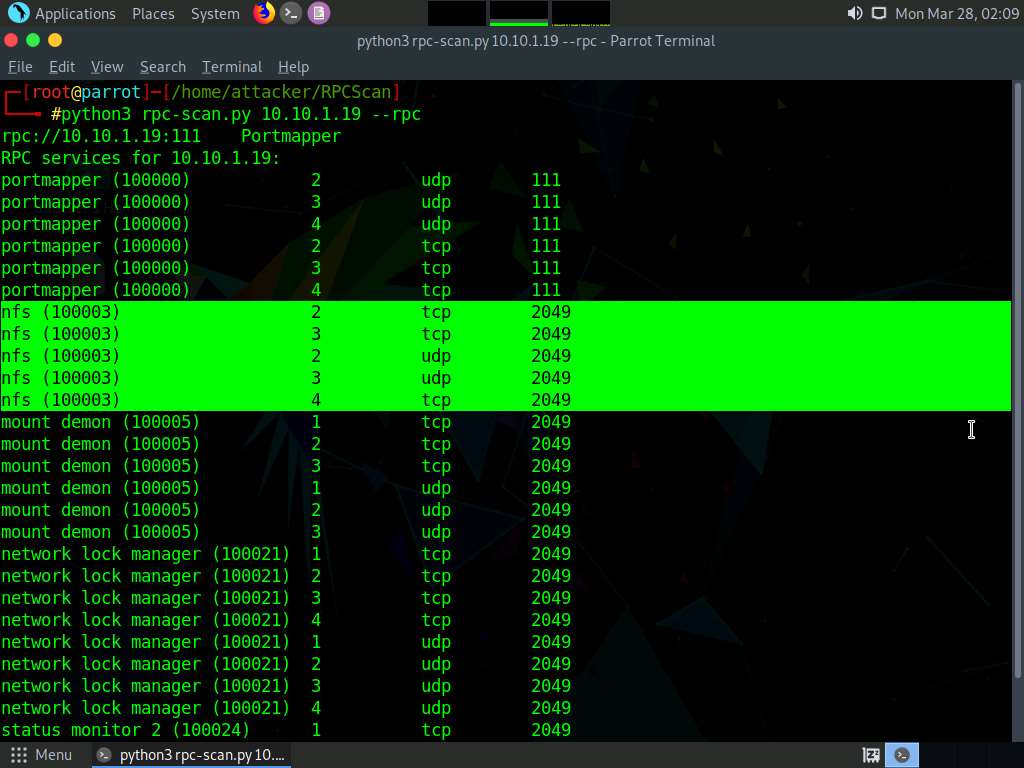 Applications Places System Mon Mar 28, 02:09
python3 rpc-scan.py 10.10.1.19 --rpc - Parrot Terminal
File Edit View Search Terminal Help
┌─[root@parrot]─[/home/attacker/RPCScan]
└──╼ #python3 rpc-scan.py 10.10.1.19 --rpc
rpc://10.10.1.19:111 Portmapper
RPC services for 10.10.1.19:
portmapper (100000) 2 udp 111
portmapper (100000) 3 udp 111
portmapper (100000) 4 udp 111
portmapper (100000) 2 tcp 111
portmapper (100000) 3 tcp 111
portmapper (100000) 4 tcp 111
nfs (100003) 2 tcp 2049
nfs (100003) 3 tcp 2049
nfs (100003) 2 udp 2049
nfs (100003) 3 udp 2049
nfs (100003) 4 tcp 2049
mount demon (100005) 1 tcp 2049
mount demon (100005) 2 tcp 2049
mount demon (100005) 3 tcp 2049
mount demon (100005) 1 udp 2049
mount demon (100005) 2 udp 2049
mount demon (100005) 3 udp 2049
network lock manager (100021) 1 tcp 2049
network lock manager (100021) 2 tcp 2049
network lock manager (100021) 3 tcp 2049
network lock manager (100021) 4 tcp 2049
network lock manager (100021) 1 udp 2049
network lock manager (100021) 2 udp 2049
network lock manager (100021) 3 udp 2049
network lock manager (100021) 4 udp 2049
status monitor 2 (100024) 1 tcp 2049
Menu python3 rpc-scan.py 10....